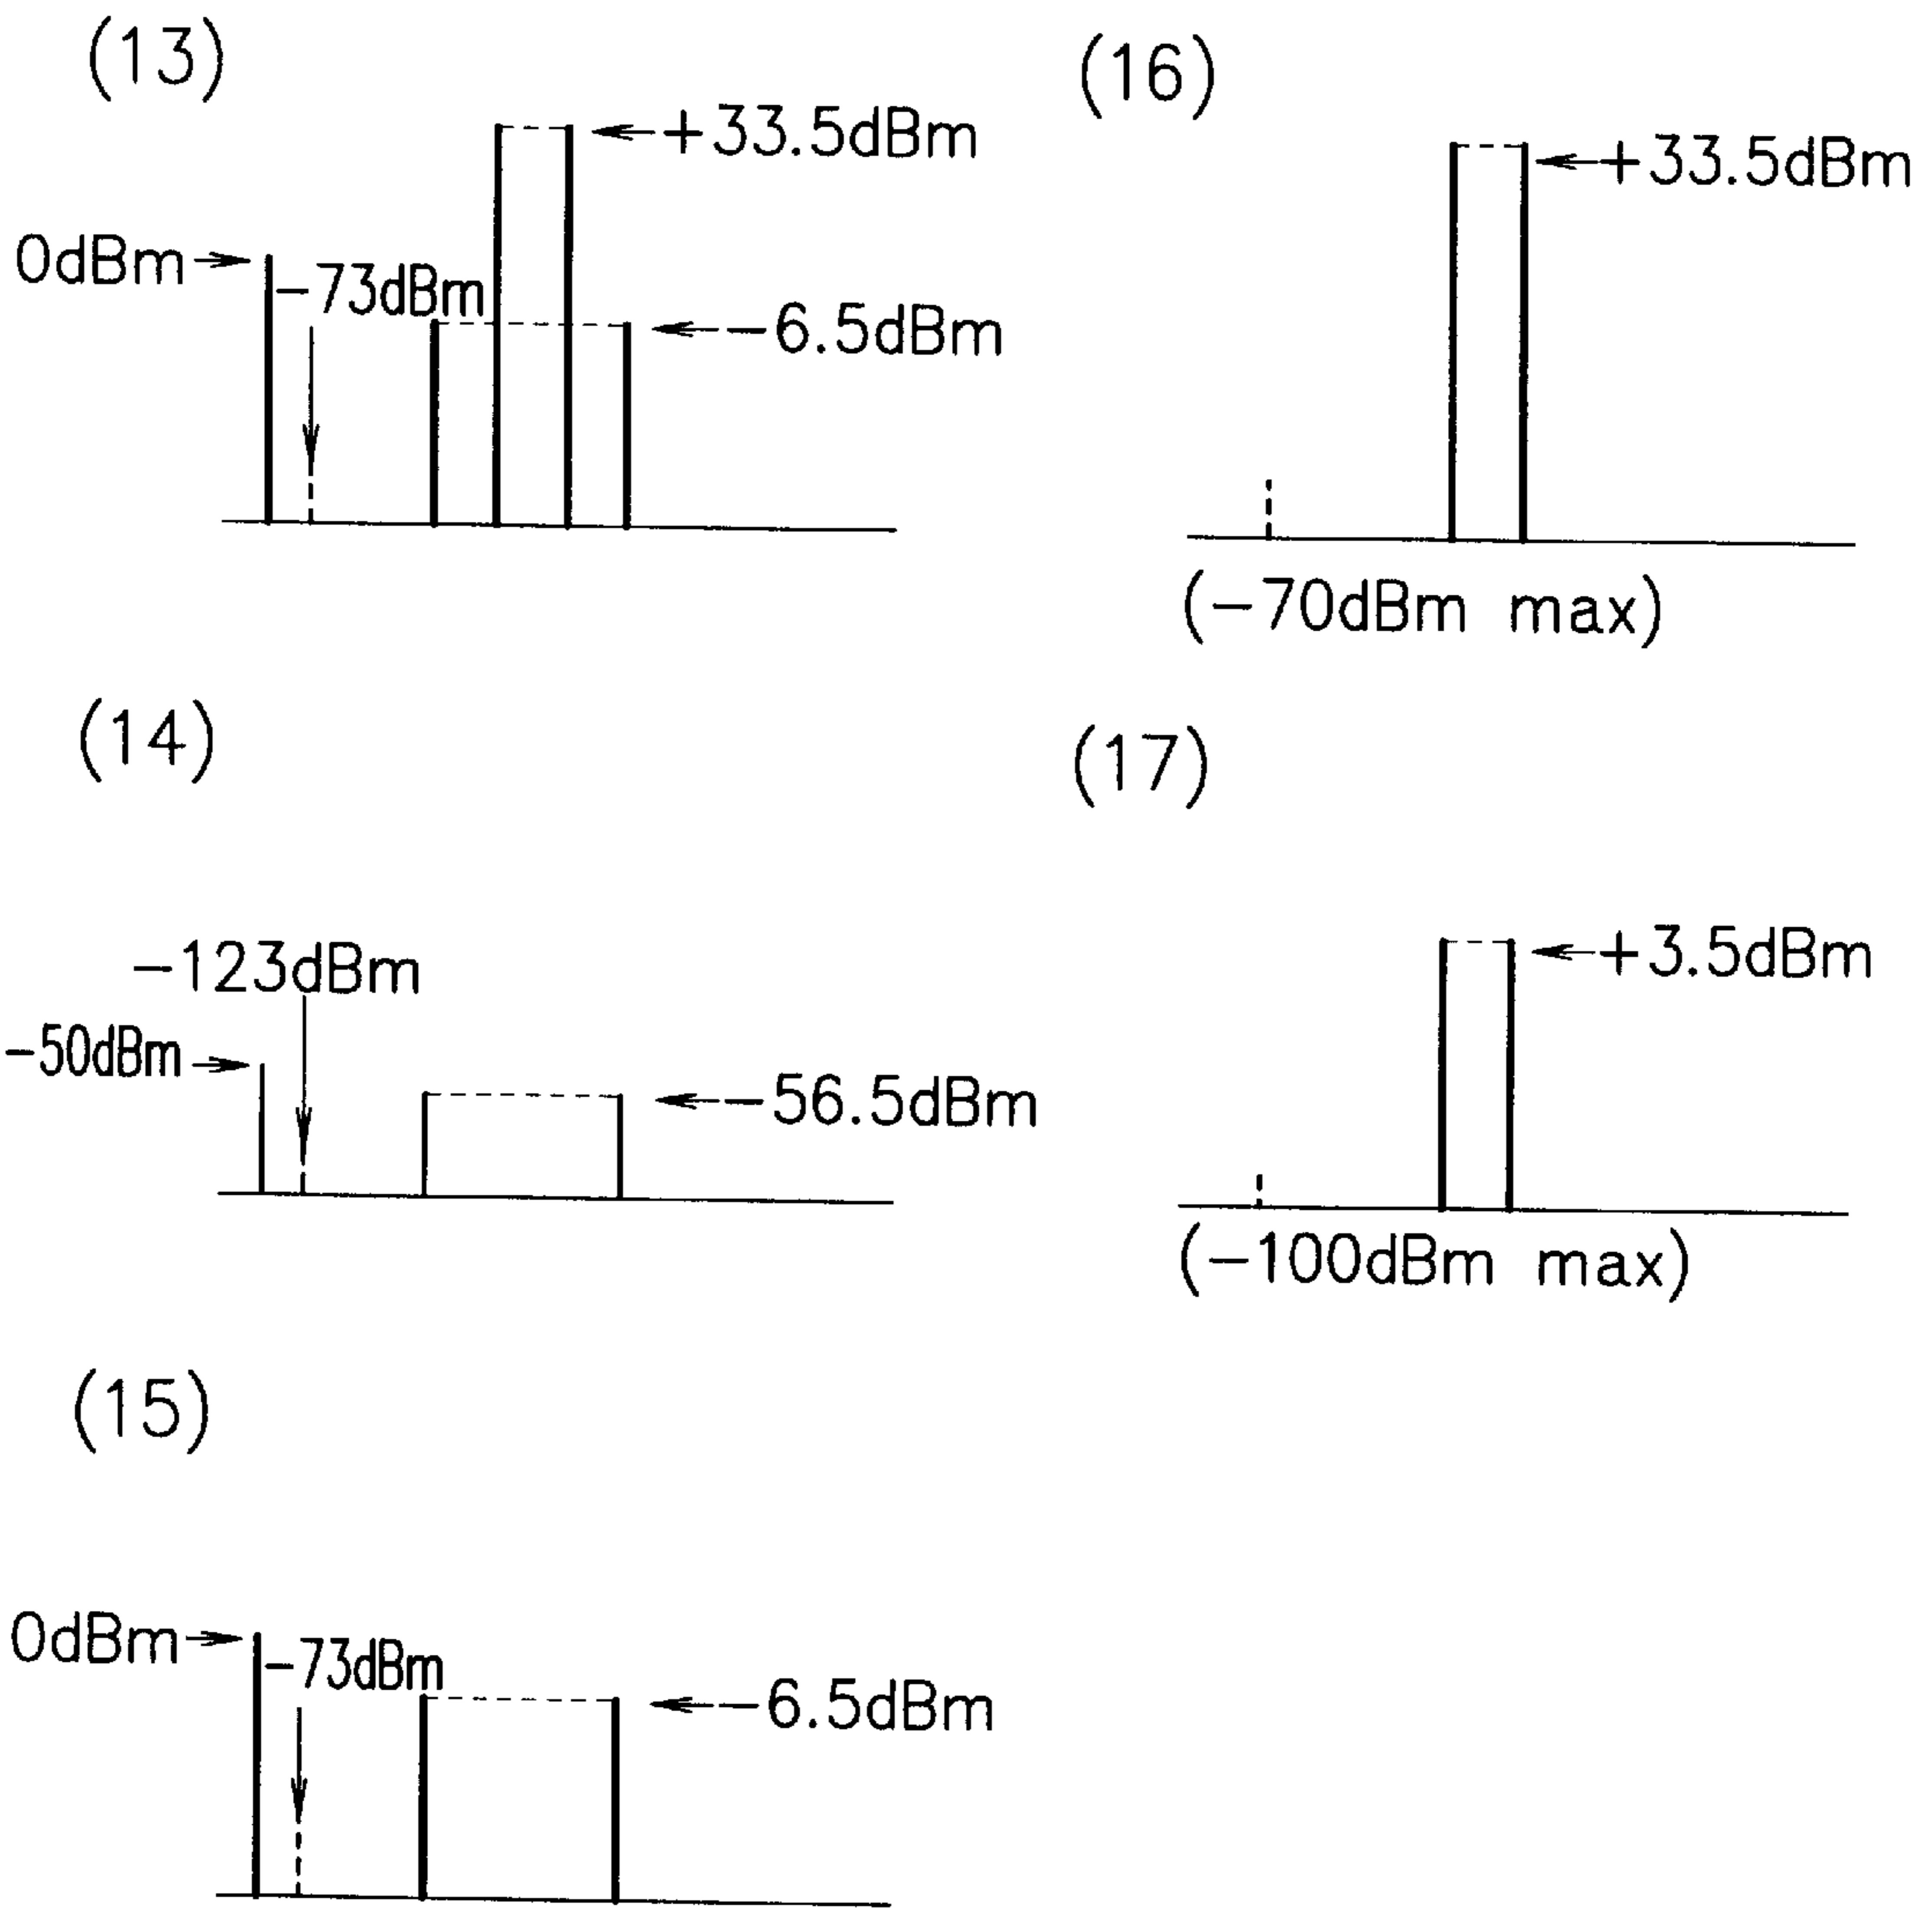 (13)
+33.5dBm
0dBm
-73dBm
-6.5dBm
(14)
-123dBm
-50dBm
-56.5dBm
(15)
0dBm
-73dBm
-6.5dBm
(16)
+33.5dBm
(-70dBm max)
(17)
+3.5dBm
(-100dBm max)